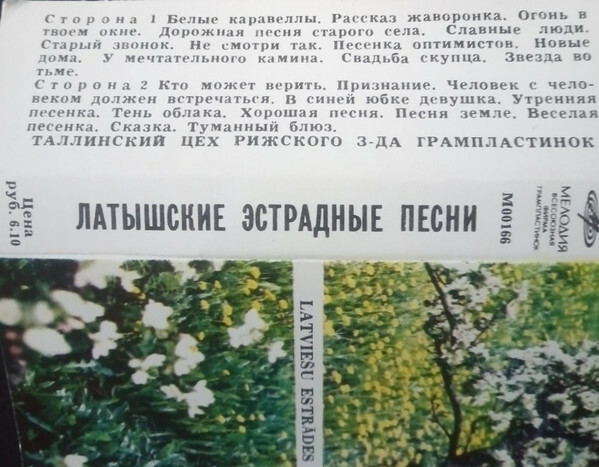 Сторона 1 Белые каравеллы. Рассказ жаворонка. Огонь в
твоем окне. Дорожная песня старого села. Славные люди.
Старый звонок. Не смотри так. Песенка оптимистов. Новые
дома. У мечтательного камина. Свадьба скупца. Звезда во
тьме.
Сторона 2 Кто может верить. Признание. Человек с чело-
веком должен встречаться. В синей юбке девушка. Утренняя
песенка. Тень облака. Хорошая песня. Песня земле. Веселая
песенка. Сказка. Туманный блюз.
ТАЛЛИНСКИЙ ЦЕХ РИЖСКОГО З-ДА ГРАМПЛАСТИНОК
Цена
руб. 6.10
ЛАТЫШСКИЕ ЭСТРАДНЫЕ ПЕСНИ
М00166
МЕЛОДИЯ
ВСЕСОЮЗНАЯ
ФИРМА
ГРАМПЛАСТИНОК
LATVIEŠU ESTRĀDES